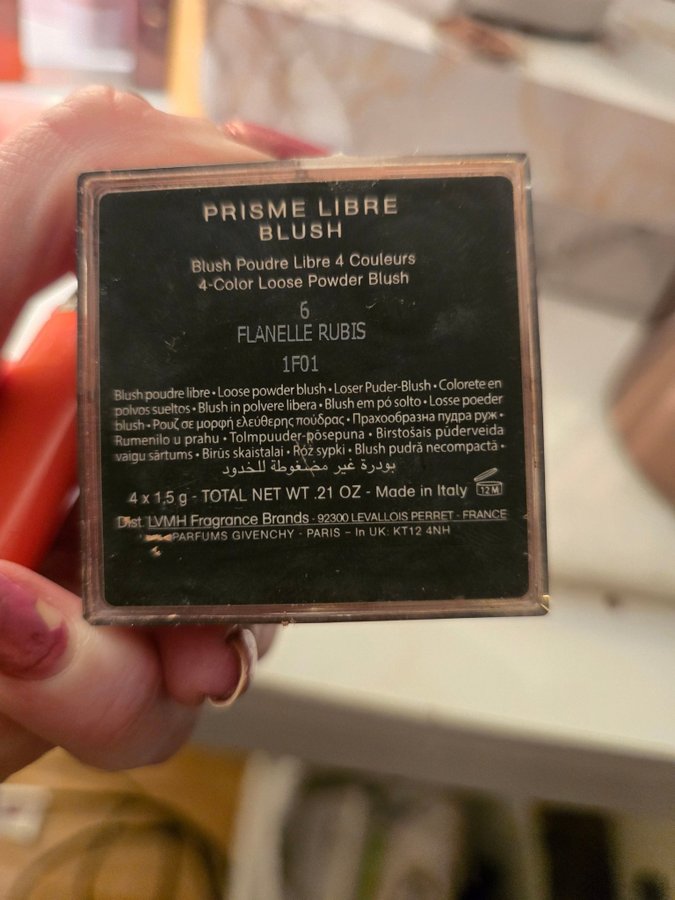 PRISME LIBRE
BLUSH
Blush Poudre Libre 4 Couleurs
4-Color Loose Powder Blush
6
FLANELLE RUBIS
1F01
Blush poudre libre • Loose powder blush • Loser Puder-Blush • Colorete en
polvos sueltos • Blush in polvere libera • Blush em pó solto • Losse poeder
blush • Ρουζ σε μορφή ελεύθερης πούδρας • Прахообразна пудра руж •
Rumenilo u prahu • Tolmpuuder-põsepuna • Birstošais pūderveida
vaigu sārtums • Birūs skaistalai • Róż sypki • Blush pudră necompactă •
بودرة غير مضغوطة للخدود
4 x 1,5 g - TOTAL NET WT .21 OZ - Made in Italy 12M
Dist. LVMH Fragrance Brands - 92300 LEVALLOIS PERRET - FRANCE
PARFUMS GIVENCHY - PARIS – In UK: KT12 4NH